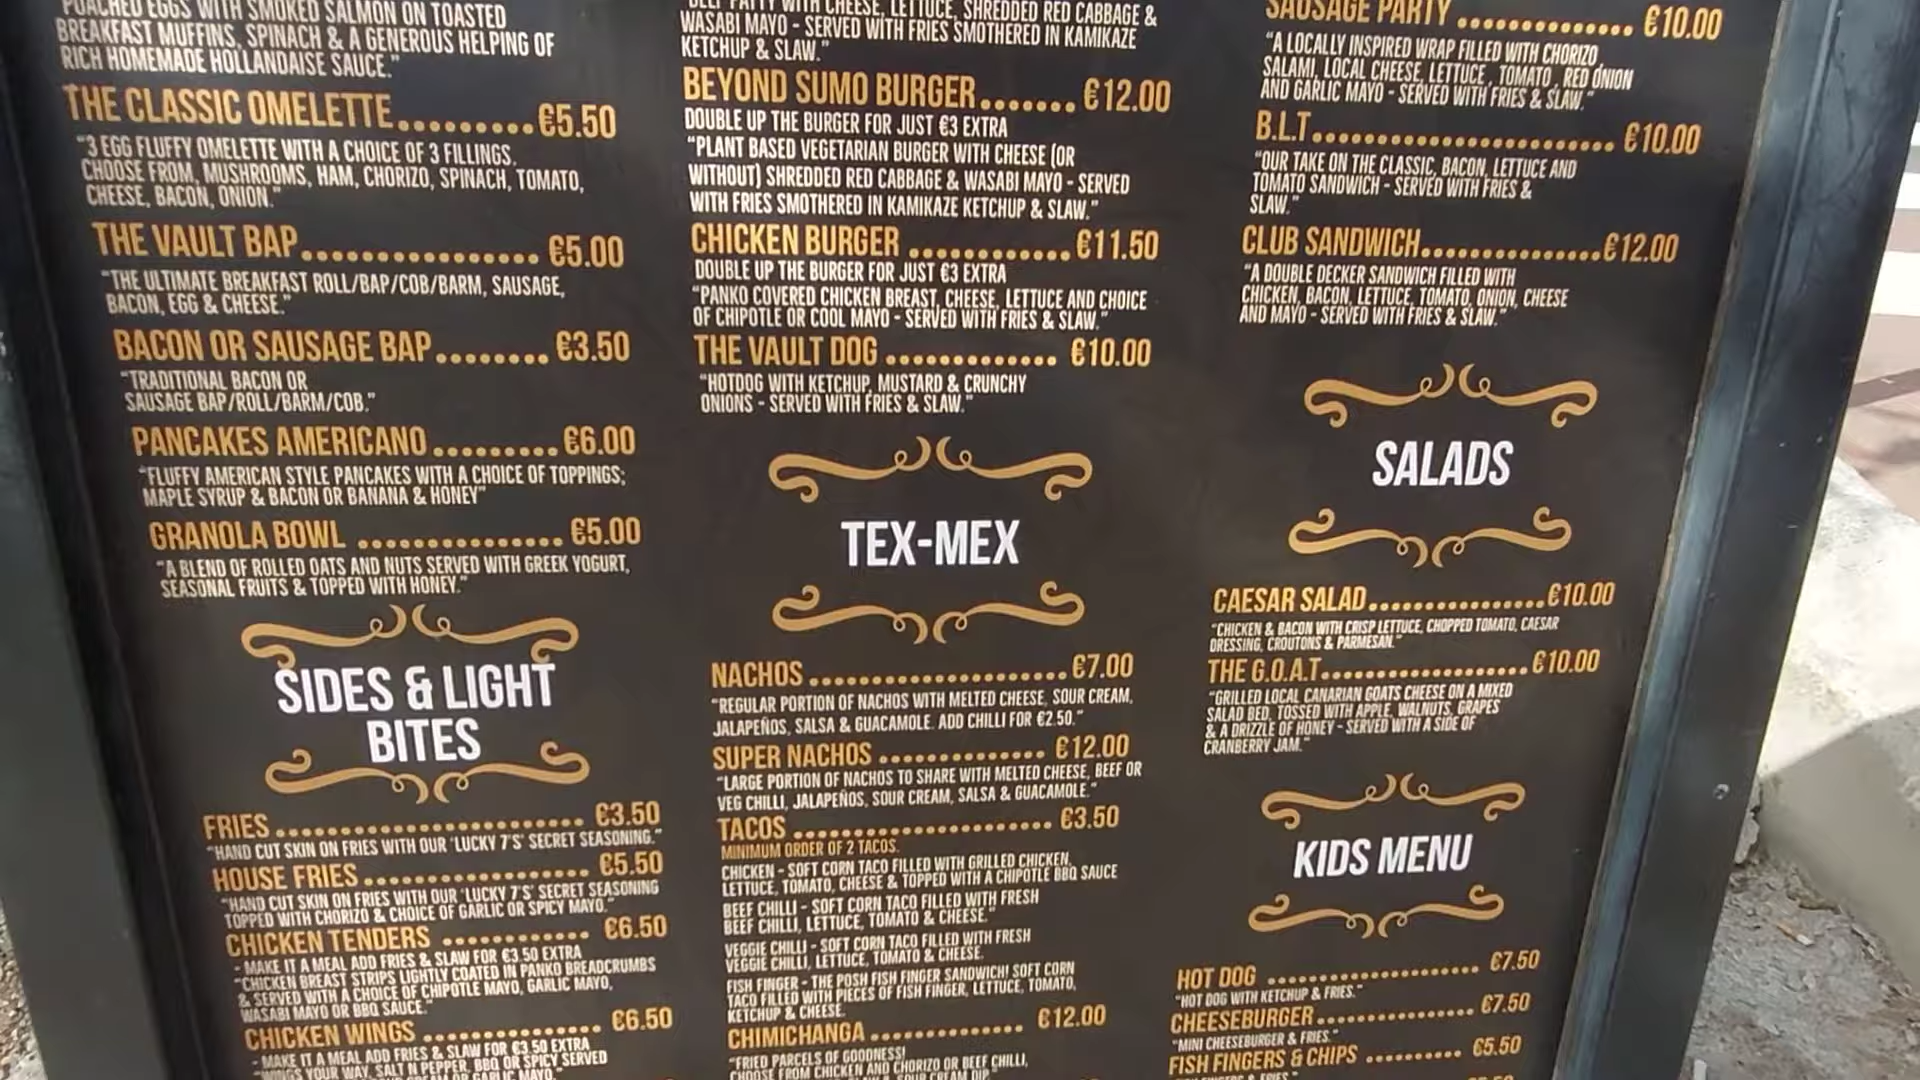 POACHED EGGS WITH SMOKED SALMON ON TOASTED
BREAKFAST MUFFINS, SPINACH & A GENEROUS HELPING OF
RICH HOMEMADE HOLLANDAISE SAUCE."
THE CLASSIC OMELETTE..........€5.50
"3 EGG FLUFFY OMELETTE WITH A CHOICE OF 3 FILLINGS.
CHOOSE FROM, MUSHROOMS, HAM, CHORIZO, SPINACH, TOMATO,
CHEESE, BACON, ONION."
THE VAULT BAP................. €5.00
"THE ULTIMATE BREAKFAST ROLL/BAP/COB/BARM, SAUSAGE,
BACON, EGG & CHEESE."
BACON OR SAUSAGE BAP........ €3.50
"TRADITIONAL BACON OR
SAUSAGE BAP/ROLL/BARM/COB."
PANCAKES AMERICANO......... €6.00
"FLUFFY AMERICAN STYLE PANCAKES WITH A CHOICE OF TOPPINGS;
MAPLE SYRUP & BACON OR BANANA & HONEY"
GRANOLA BOWL ............... €5.00
"A BLEND OF ROLLED OATS AND NUTS SERVED WITH GREEK YOGURT,
SEASONAL FRUITS & TOPPED WITH HONEY."
SIDES & LIGHT
BITES
FRIES.......................... €3.50
"HAND CUT SKIN ON FRIES WITH OUR 'LUCKY 7'S' SECRET SEASONING."
HOUSE FRIES................... €5.50
"HAND CUT SKIN ON FRIES WITH OUR 'LUCKY 7'S' SECRET SEASONING
TOPPED WITH CHORIZO & CHOICE OF GARLIC OR SPICY MAYO."
CHICKEN TENDERS ............ €6.50
- MAKE IT A MEAL ADD FRIES & SLAW FOR €3.50 EXTRA
"CHICKEN BREAST STRIPS LIGHTLY COATED IN PANKO BREADCRUMBS
& SERVED WITH A CHOICE OF CHIPOTLE MAYO, GARLIC MAYO,
WASABI MAYO OR BBQ SAUCE."
CHICKEN WINGS ............... €6.50
- MAKE IT A MEAL ADD FRIES & SLAW FOR €3.50 EXTRA
"WINGS YOUR WAY, SALT N PEPPER, BBQ OR SPICY SERVED
CREAM OR GARLIC MAYO."
BEEF PATTY WITH CHEESE, LETTUCE, SHREDDED RED CABBAGE &
WASABI MAYO - SERVED WITH FRIES SMOTHERED IN KAMIKAZE
KETCHUP & SLAW."
BEYOND SUMO BURGER....... €12.00
DOUBLE UP THE BURGER FOR JUST €3 EXTRA
"PLANT BASED VEGETARIAN BURGER WITH CHEESE (OR
WITHOUT) SHREDDED RED CABBAGE & WASABI MAYO - SERVED
WITH FRIES SMOTHERED IN KAMIKAZE KETCHUP & SLAW."
CHICKEN BURGER ............€11.50
DOUBLE UP THE BURGER FOR JUST €3 EXTRA
"PANKO COVERED CHICKEN BREAST, CHEESE, LETTUCE AND CHOICE
OF CHIPOTLE OR COOL MAYO - SERVED WITH FRIES & SLAW."
THE VAULT DOG ............. €10.00
"HOTDOG WITH KETCHUP, MUSTARD & CRUNCHY
ONIONS - SERVED WITH FRIES & SLAW."
TEX-MEX
NACHOS ........................€7.00
"REGULAR PORTION OF NACHOS WITH MELTED CHEESE, SOUR CREAM,
JALAPEÑOS, SALSA & GUACAMOLE. ADD CHILLI FOR €2.50."
SUPER NACHOS .............. €12.00
"LARGE PORTION OF NACHOS TO SHARE WITH MELTED CHEESE, BEEF OR
VEG CHILLI, JALAPEÑOS, SOUR CREAM, SALSA & GUACAMOLE."
TACOS ........................ €3.50
MINIMUM ORDER OF 2 TACOS.
CHICKEN - SOFT CORN TACO FILLED WITH GRILLED CHICKEN,
LETTUCE, TOMATO, CHEESE & TOPPED WITH A CHIPOTLE BBQ SAUCE
BEEF CHILLI - SOFT CORN TACO FILLED WITH FRESH
BEEF CHILLI, LETTUCE, TOMATO & CHEESE."
VEGGIE CHILLI - SOFT CORN TACO FILLED WITH FRESH
VEGGIE CHILLI, LETTUCE, TOMATO & CHEESE.
FISH FINGER - THE POSH FISH FINGER SANDWICH! SOFT CORN
TACO FILLED WITH PIECES OF FISH FINGER, LETTUCE, TOMATO,
KETCHUP & CHEESE.
CHIMICHANGA ............... €12.00
"FRIED PARCELS OF GOODNESS!
CHOOSE FROM CHICKEN AND CHORIZO OR BEEF CHILLI,
SOUR CREAM DIP."
SAUSAGE PARTY ............... €10.00
"A LOCALLY INSPIRED WRAP FILLED WITH CHORIZO,
SALAMI, LOCAL CHEESE, LETTUCE , TOMATO , RED ONION
AND GARLIC MAYO - SERVED WITH FRIES & SLAW."
B.L.T.......................... €10.00
"OUR TAKE ON THE CLASSIC, BACON, LETTUCE AND
TOMATO SANDWICH - SERVED WITH FRIES &
SLAW."
CLUB SANDWICH................€12.00
"A DOUBLE DECKER SANDWICH FILLED WITH
CHICKEN, BACON, LETTUCE, TOMATO, ONION, CHEESE
AND MAYO - SERVED WITH FRIES & SLAW."
SALADS
CAESAR SALAD.................€10.00
"CHICKEN & BACON WITH CRISP LETTUCE, CHOPPED TOMATO, CAESAR
DRESSING, CROUTONS & PARMESAN."
THE G.O.A.T................... €10.00
"GRILLED LOCAL CANARIAN GOATS CHEESE ON A MIXED
SALAD BED, TOSSED WITH APPLE, WALNUTS, GRAPES
& A DRIZZLE OF HONEY - SERVED WITH A SIDE OF
CRANBERRY JAM."
KIDS MENU
HOT DOG ..................... €7.50
"HOT DOG WITH KETCHUP & FRIES."
CHEESEBURGER................ €7.50
"MINI CHEESEBURGER & FRIES."
FISH FINGERS & CHIPS .......... €5.50